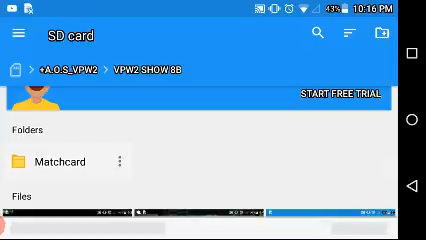 43% 10:16 PM
SD card
+A.O.S_VPW2 VPW2 SHOW 8B
START FREE TRIAL
Folders
Matchcard
Files